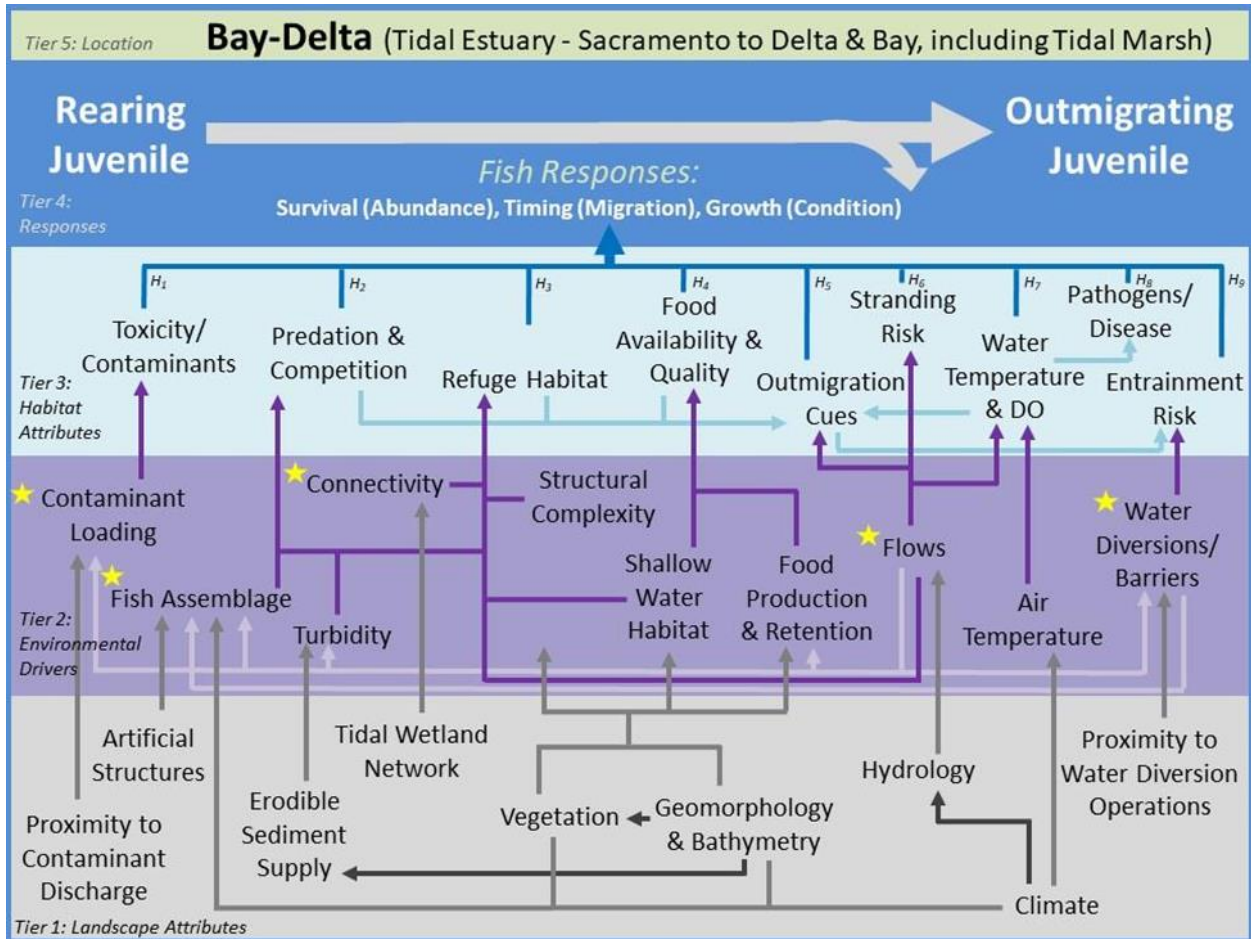 Tier 5: Location
Bay-Delta (Tidal Estuary - Sacramento to Delta & Bay, including Tidal Marsh)
Rearing
Juvenile
Outmigrating
Juvenile
Fish Responses:
Survival (Abundance), Timing (Migration), Growth (Condition)
Tier 4:
Responses
H1
H2
H3
H4
H5
H6
H7
H8
H9
Toxicity/
Contaminants
Predation &
Competition
Refuge Habitat
Food
Availability &
Quality
Outmigration
Cues
Stranding
Risk
Water
Temperature
& DO
Pathogens/
Disease
Entrainment
Risk
Tier 3:
Habitat
Attributes
Contaminant
Loading
Fish Assemblage
Turbidity
Connectivity
Structural
Complexity
Shallow
Water
Habitat
Food
Production
& Retention
Flows
Air
Temperature
Water
Diversions/
Barriers
Tier 2:
Environmental
Drivers
Proximity to
Contaminant
Discharge
Artificial
Structures
Erodible
Sediment
Supply
Tidal Wetland
Network
Vegetation
Geomorphology
& Bathymetry
Hydrology
Climate
Proximity to
Water Diversion
Operations
Tier 1: Landscape Attributes